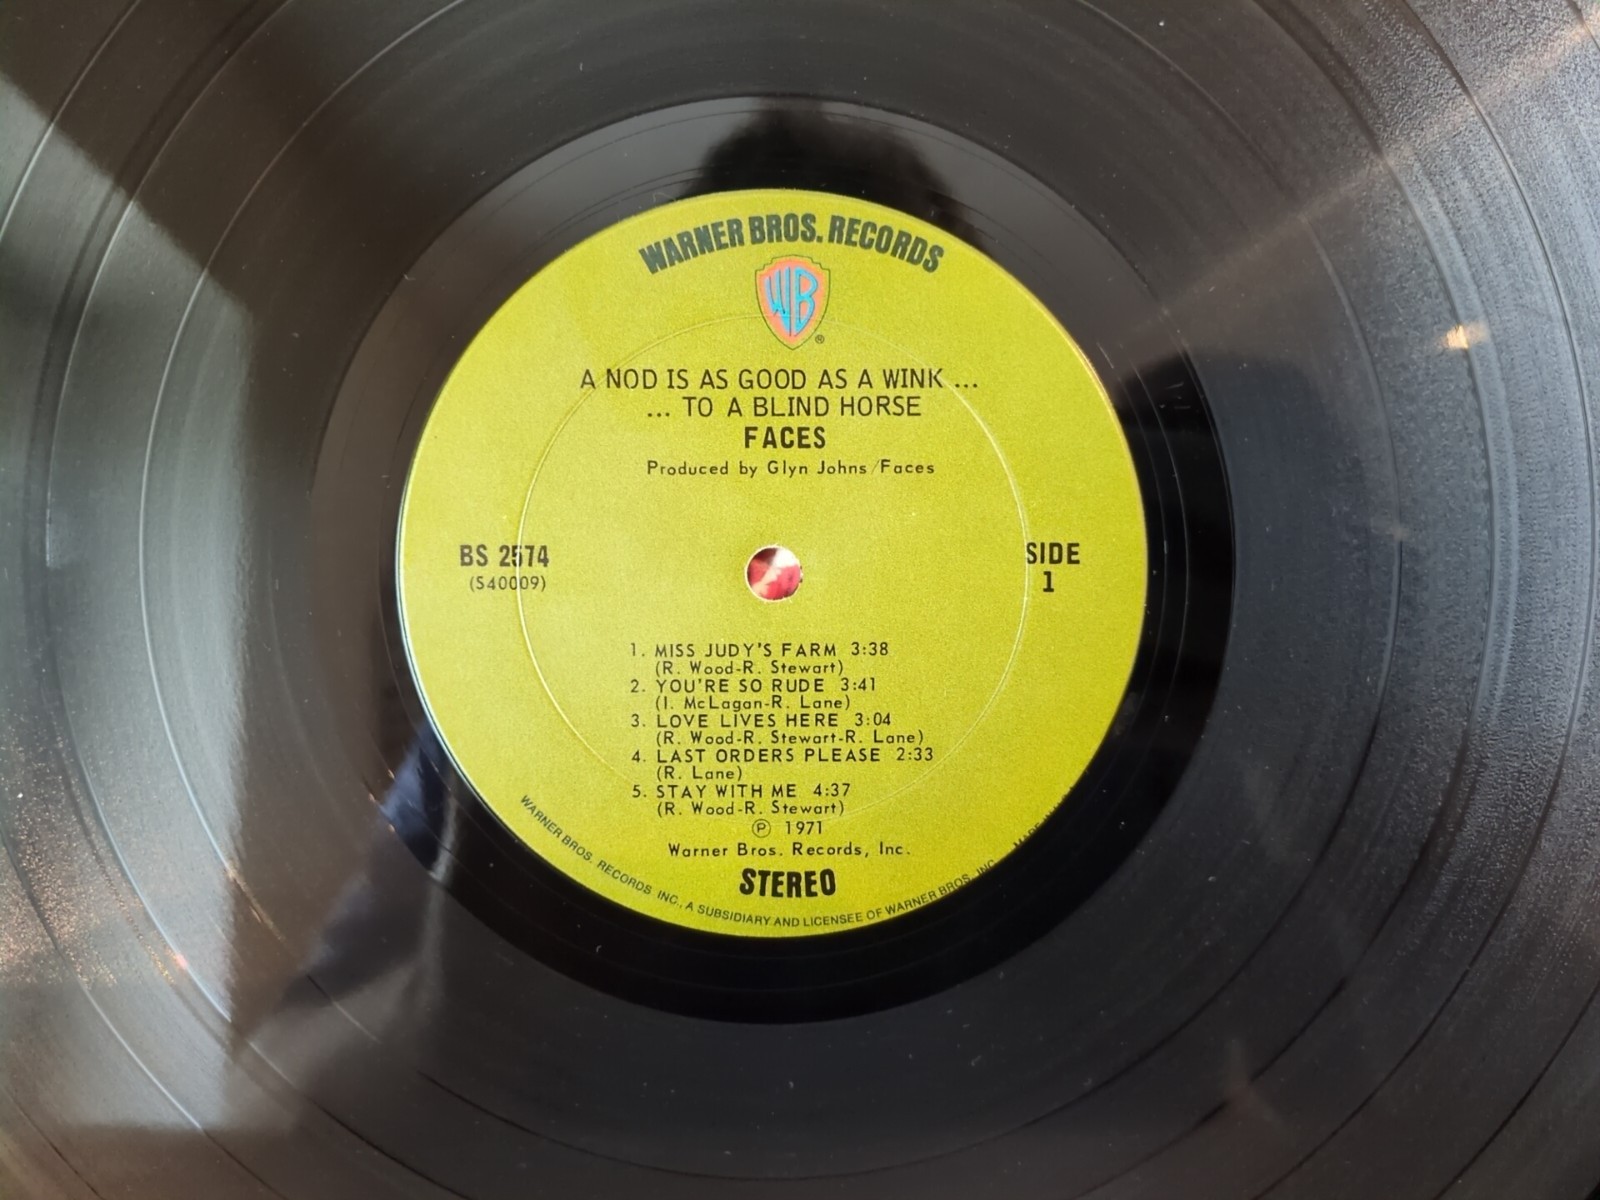 WARNER BROS. RECORDS
WB
®
A NOD IS AS GOOD AS A WINK ...
... TO A BLIND HORSE
FACES
Produced by Glyn Johns/Faces
BS 2574
(S40009)
SIDE
1
1. MISS JUDY'S FARM 3:38
(R. Wood-R. Stewart)
2. YOU'RE SO RUDE 3:41
(I. McLagan-R. Lane)
3. LOVE LIVES HERE 3:04
(R. Wood-R. Stewart-R. Lane)
4. LAST ORDERS PLEASE 2:33
(R. Lane)
5. STAY WITH ME 4:37
(R. Wood-R. Stewart)
Ⓟ 1971
Warner Bros. Records, Inc.
STEREO
WARNER BROS. RECORDS INC., A SUBSIDIARY AND LICENSEE OF WARNER BROS. INC. MADE